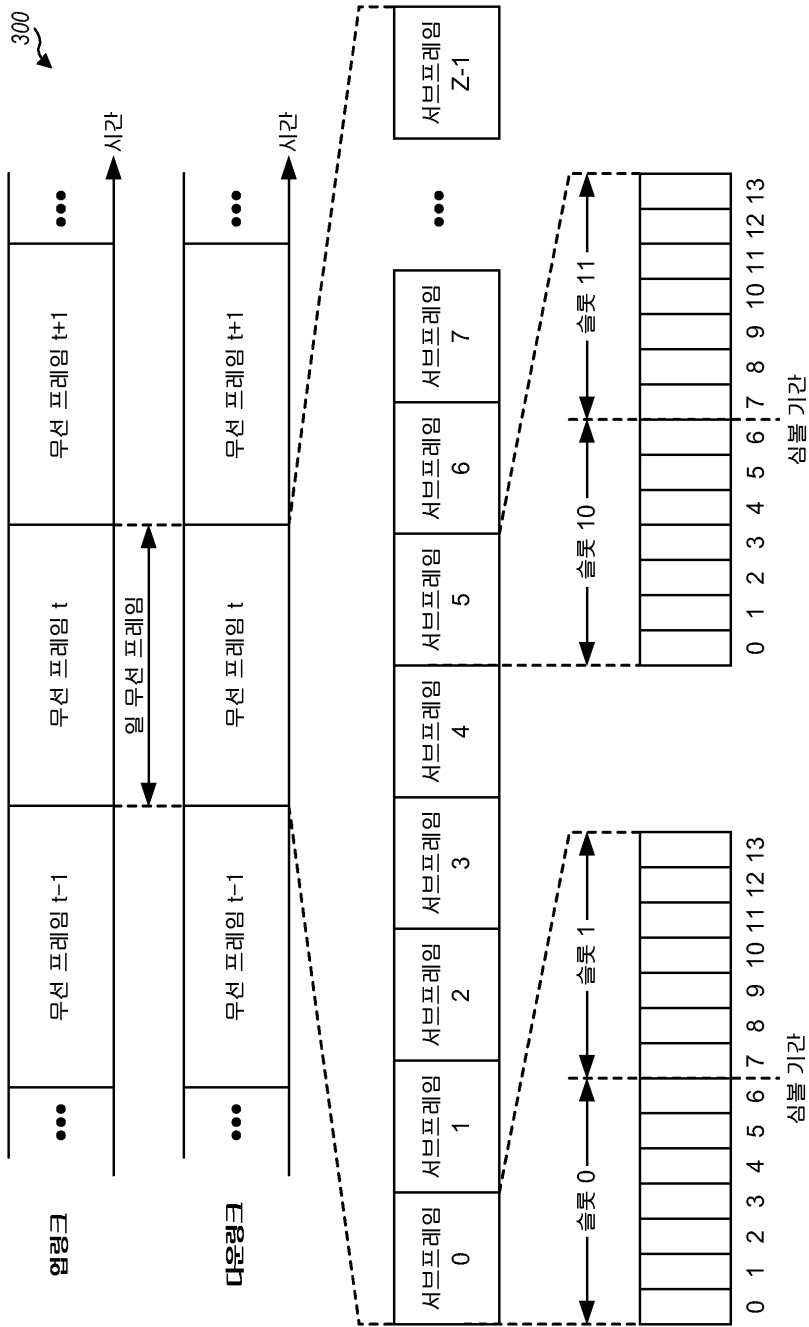 300
업링크
••• 무선 프레임 t−1 무선 프레임 t 무선 프레임 t+1 •••
시간
일 무선 프레임
다운링크
••• 무선 프레임 t−1 무선 프레임 t 무선 프레임 t+1 •••
시간
서브프레임 0
서브프레임 1
서브프레임 2
서브프레임 3
서브프레임 4
서브프레임 5
서브프레임 6
서브프레임 7
•••
서브프레임 Z-1
슬롯 0 슬롯 1
0 1 2 3 4 5 6 7 8 9 10 11 12 13
심볼 기간
슬롯 10 슬롯 11
0 1 2 3 4 5 6 7 8 9 10 11 12 13
심볼 기간